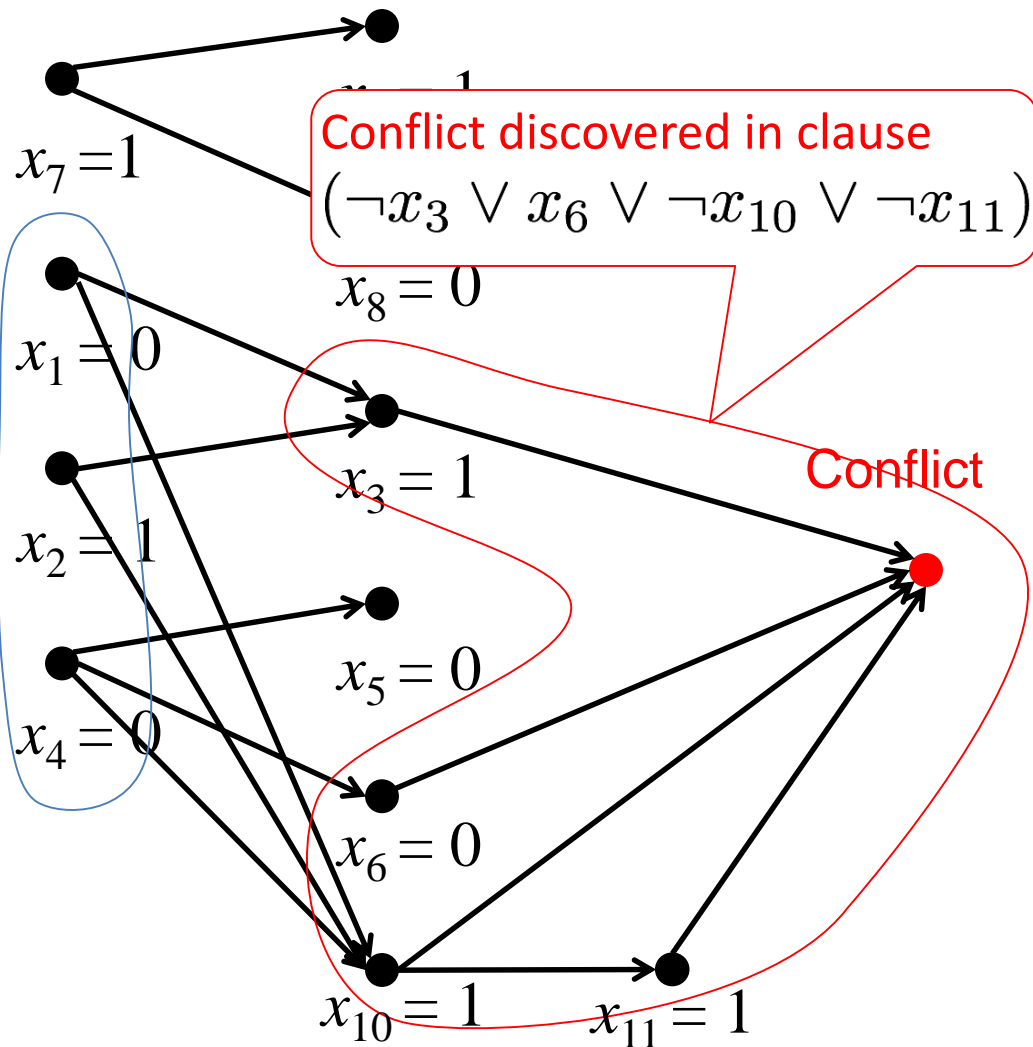 x₇ = 1
Conflict discovered in clause
(¬x₃ ∨ x₆ ∨ ¬x₁₀ ∨ ¬x₁₁)
x₈ = 0
x₁ = 0
x₃ = 1
Conflict
x₂ = 1
x₅ = 0
x₄ = 0
x₆ = 0
x₁₀ = 1
x₁₁ = 1